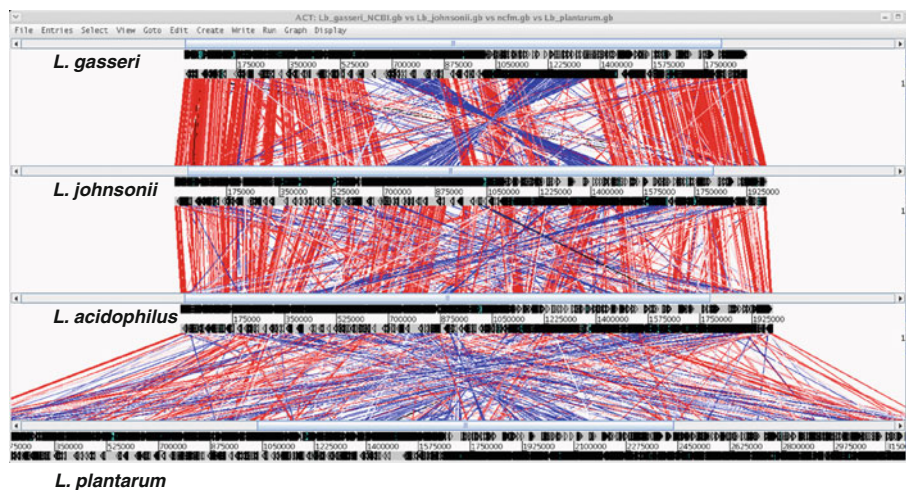 ACT: Lb_gasseri_NCBI.gb vs Lb_johnsonii.gb vs ncfm.gb vs Lb_plantarum.gb
File Entries Select View Goto Edit Create Write Run Graph Display
L. gasseri
175000 350000 525000 700000 875000 1050000 1225000 1400000 1575000 1750000
1
L. johnsonii
175000 350000 525000 700000 875000 1050000 1225000 1400000 1575000 1750000 1925000
1
L. acidophilus
175000 350000 525000 700000 875000 1050000 1225000 1400000 1575000 1750000 1925000
1
75000 350000 525000 700000 875000 1050000 1225000 1400000 1575000 1750000 1925000 2100000 2275000 2450000 2625000 2800000 2975000 31500
L. plantarum